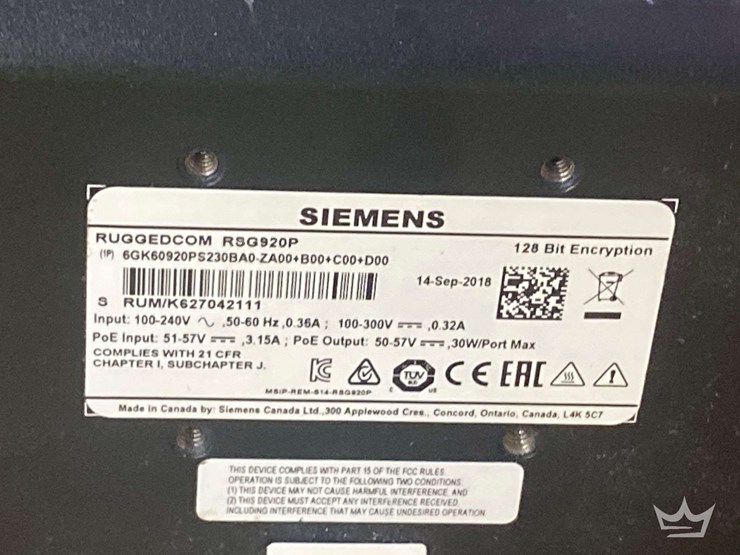 SIEMENS
RUGGEDCOM RSG920P
128 Bit Encryption
(1P) 6GK60920PS230BA0-ZA00+B00+C00+D00
14-Sep-2018
S RUM/K627042111
Input: 100-240V ∿ ,50-60 Hz ,0.36A ; 100-300V ⎓ ,0.32A
PoE Input: 51-57V ⎓ ,3.15A ; PoE Output: 50-57V ⎓ ,30W/Port Max
COMPLIES WITH 21 CFR
CHAPTER I, SUBCHAPTER J.
TÜV
C US
CE EAC
MSIP-REM-S14-RSG920P
Made in Canada by: Siemens Canada Ltd.,300 Applewood Cres., Concord, Ontario, Canada, L4K 5C7
THIS DEVICE COMPLIES WITH PART 15 OF THE FCC RULES
OPERATION IS SUBJECT TO THE FOLLOWING TWO CONDITIONS:
(1) THIS DEVICE MAY NOT CAUSE HARMFUL INTERFERENCE, AND
(2) THIS DEVICE MUST ACCEPT ANY INTERFERENCE RECEIVED
INCLUDING INTERFERENCE THAT MAY CAUSE UNDESIRED OPERATION